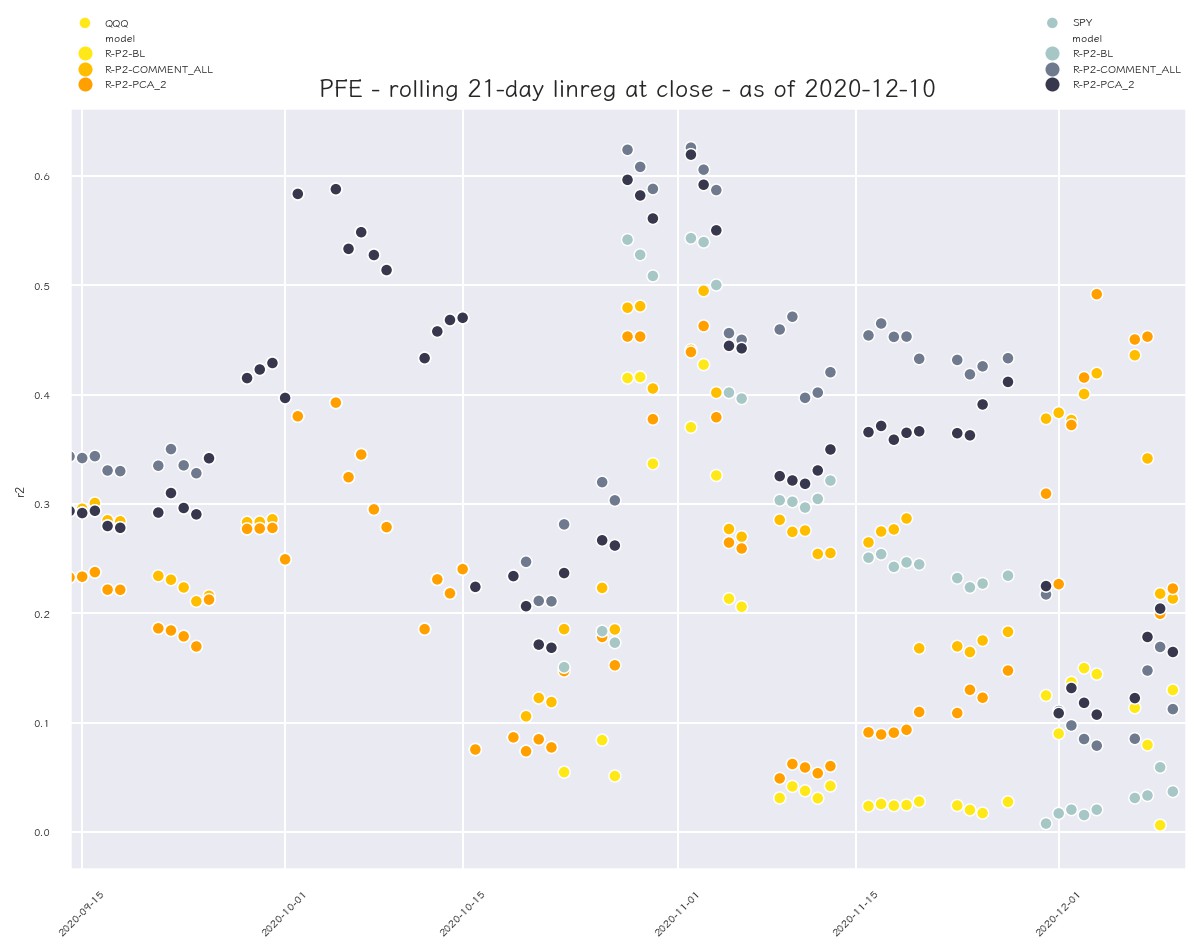 QQQ
model
R-P2-BL
R-P2-COMMENT_ALL
R-P2-PCA_2
SPY
model
R-P2-BL
R-P2-COMMENT_ALL
R-P2-PCA_2
PFE - rolling 21-day linreg at close - as of 2020-12-10
r2
0.6
0.5
0.4
0.3
0.2
0.1
0.0
2020-09-15
2020-10-01
2020-10-15
2020-11-01
2020-11-15
2020-12-01